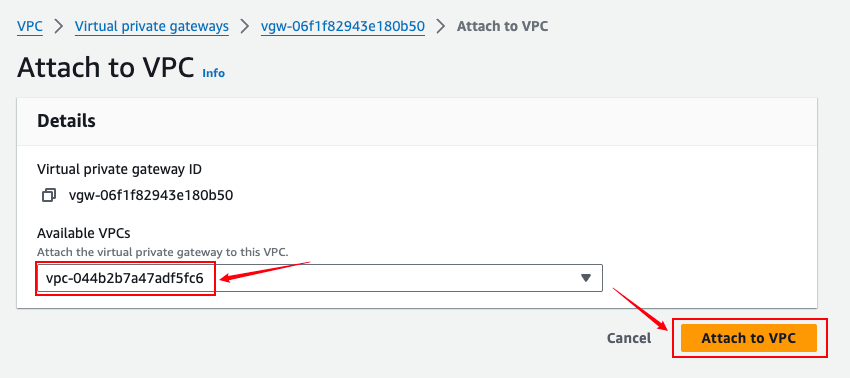 VPC > Virtual private gateways > vgw-06f1f82943e180b50 > Attach to VPC
Attach to VPC Info
Details
Virtual private gateway ID
vgw-06f1f82943e180b50
Available VPCs
Attach the virtual private gateway to this VPC.
vpc-044b2b7a47adf5fc6
Cancel Attach to VPC